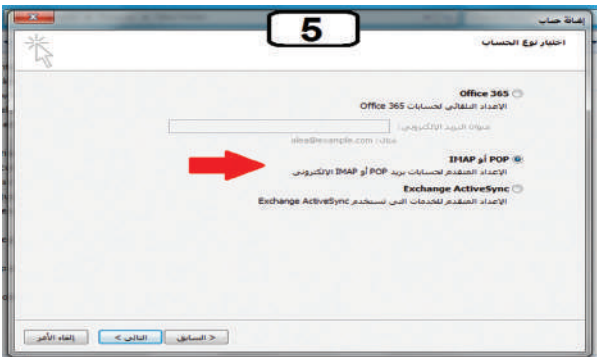 إضافة حساب
5
اختيار نوع الحساب
Office 365
الإعداد التلقائي لحسابات Office 365
عنوان البريد الإلكتروني:
مثال: alea@example.com
POP أو IMAP
الإعداد المتقدم لحسابات بريد POP أو IMAP الإلكتروني
Exchange ActiveSync
الإعداد المتقدم للخدمات التي تستخدم Exchange ActiveSync
< السابق
التالي >
إلغاء الأمر